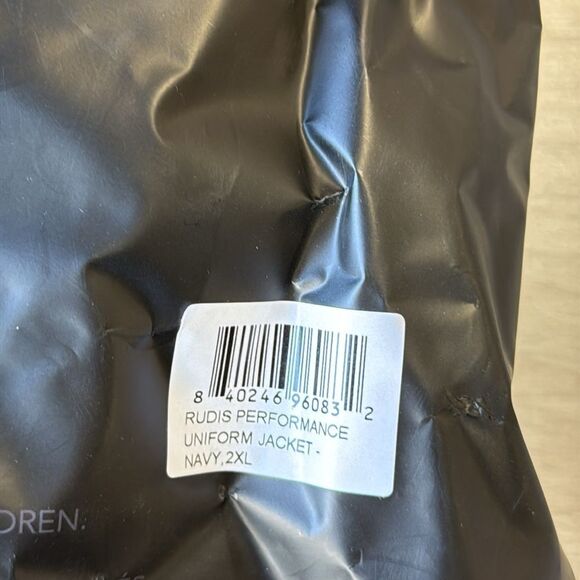 8 40246 96083 2
RUDIS PERFORMANCE
UNIFORM JACKET -
NAVY,2XL
DREN.